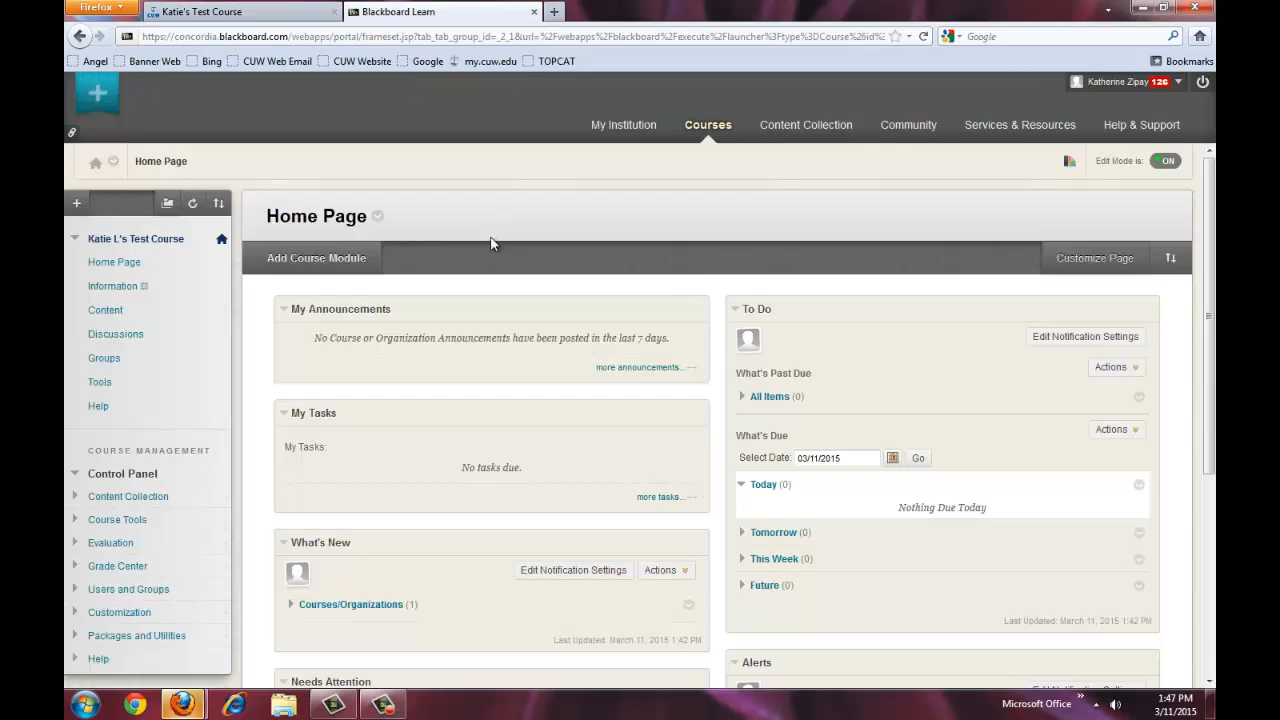 Firefox
Katie's Test Course
Blackboard Learn
https://concordia.blackboard.com/webapps/portal/frameset.jsp?tab_tab_group_id=_2_1&url=%2Fwebapps%2Fblackboard%2Fexecute%2Flauncher%3Ftype%3DCourse%26id%
Google
Angel
Banner Web
Bing
CUW Web Email
CUW Website
Google
my.cuw.edu
TOPCAT
Bookmarks
Katherine Zipay 126
My Institution
Courses
Content Collection
Community
Services & Resources
Help & Support
Home Page
Edit Mode is:
ON
Katie L's Test Course
Home Page
Information
Content
Discussions
Groups
Tools
Help
COURSE MANAGEMENT
Control Panel
Content Collection
Course Tools
Evaluation
Grade Center
Users and Groups
Customization
Packages and Utilities
Help
Home Page
Add Course Module
Customize Page
My Announcements
No Course or Organization Announcements have been posted in the last 7 days.
more announcements...
My Tasks
My Tasks:
No tasks due.
more tasks...
What's New
Edit Notification Settings
Actions
Courses/Organizations (1)
Last Updated: March 11, 2015 1:42 PM
Needs Attention
To Do
Edit Notification Settings
What's Past Due
Actions
All Items (0)
What's Due
Actions
Select Date:
03/11/2015
Go
Today (0)
Nothing Due Today
Tomorrow (0)
This Week (0)
Future (0)
Last Updated: March 11, 2015 1:42 PM
Alerts
Edit Notification Settings
Actions
Microsoft Office
1:47 PM
3/11/2015